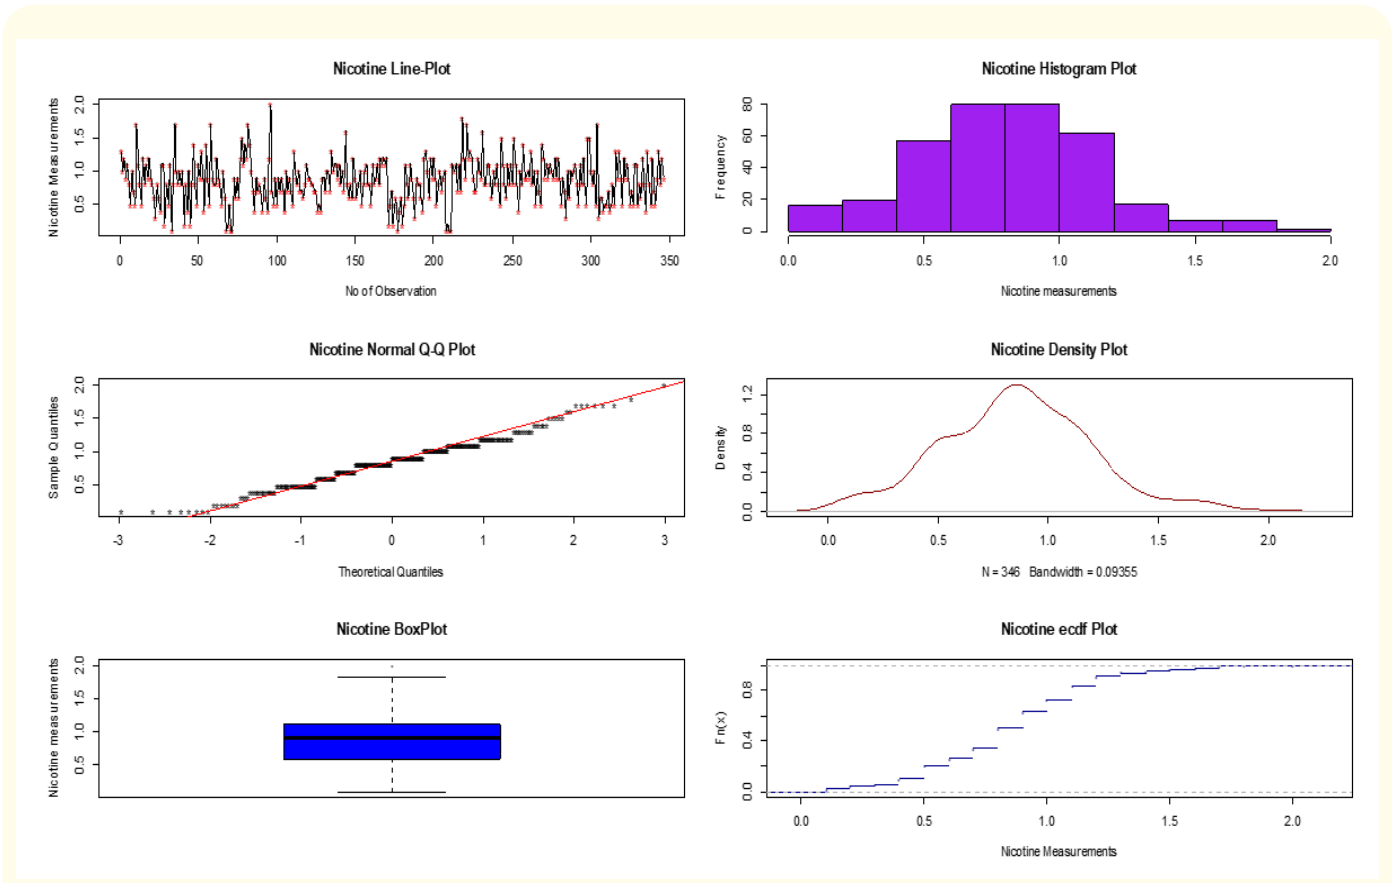 Nicotine Line-Plot
Nicotine Measurements
2.0
1.5
1.0
0.5
0 50 100 150 200 250 300 350
No of Observation
Nicotine Histogram Plot
Frequency
80
60
40
20
0
0.0 0.5 1.0 1.5 2.0
Nicotine measurements
Nicotine Normal Q-Q Plot
Sample Quantiles
2.0
1.5
1.0
0.5
-3 -2 -1 0 1 2 3
Theoretical Quantiles
Nicotine Density Plot
Density
1.2
0.8
0.4
0.0
0.0 0.5 1.0 1.5 2.0
N = 346 Bandwidth = 0.09355
Nicotine BoxPlot
Nicotine measurements
2.0
1.5
1.0
0.5
Nicotine ecdf Plot
Fn(x)
0.8
0.4
0.0
0.0 0.5 1.0 1.5 2.0
Nicotine Measurements